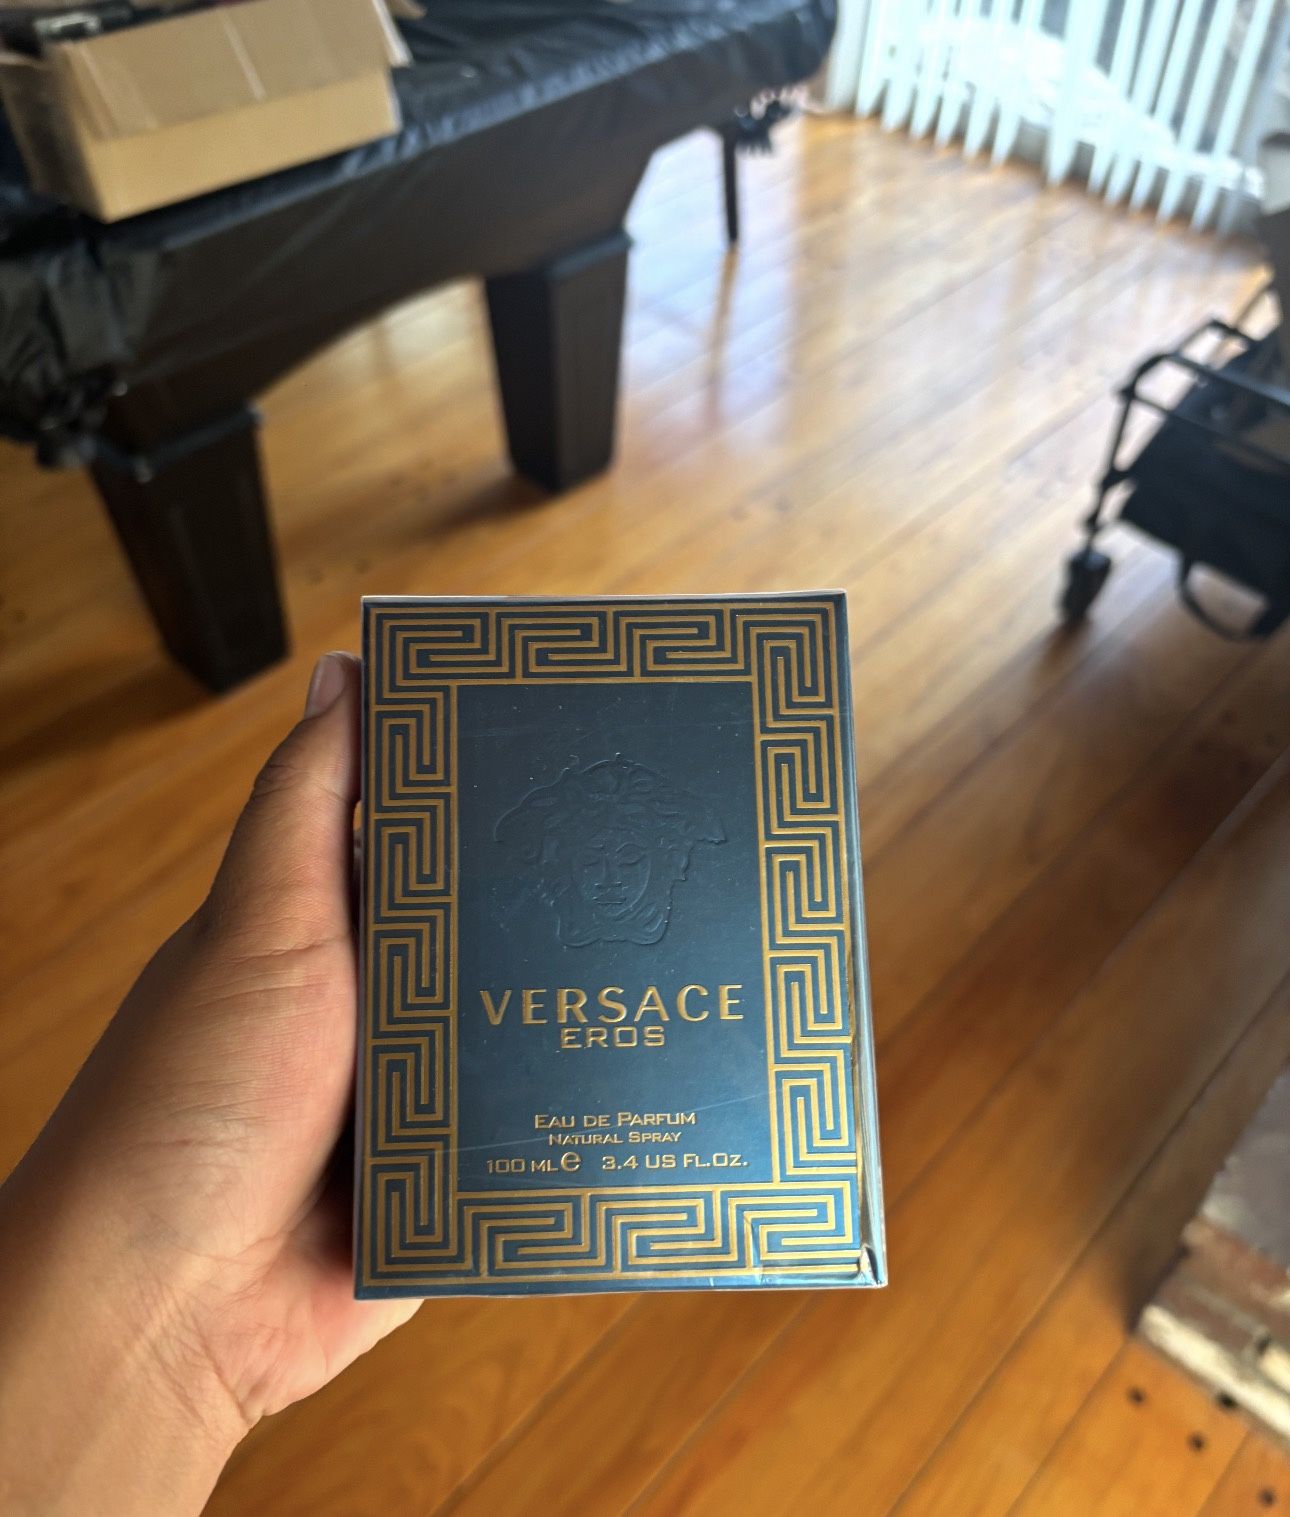 VERSACE
EROS
EAU DE PARFUM
NATURAL SPRAY
100 ML e 3.4 US FL.OZ.